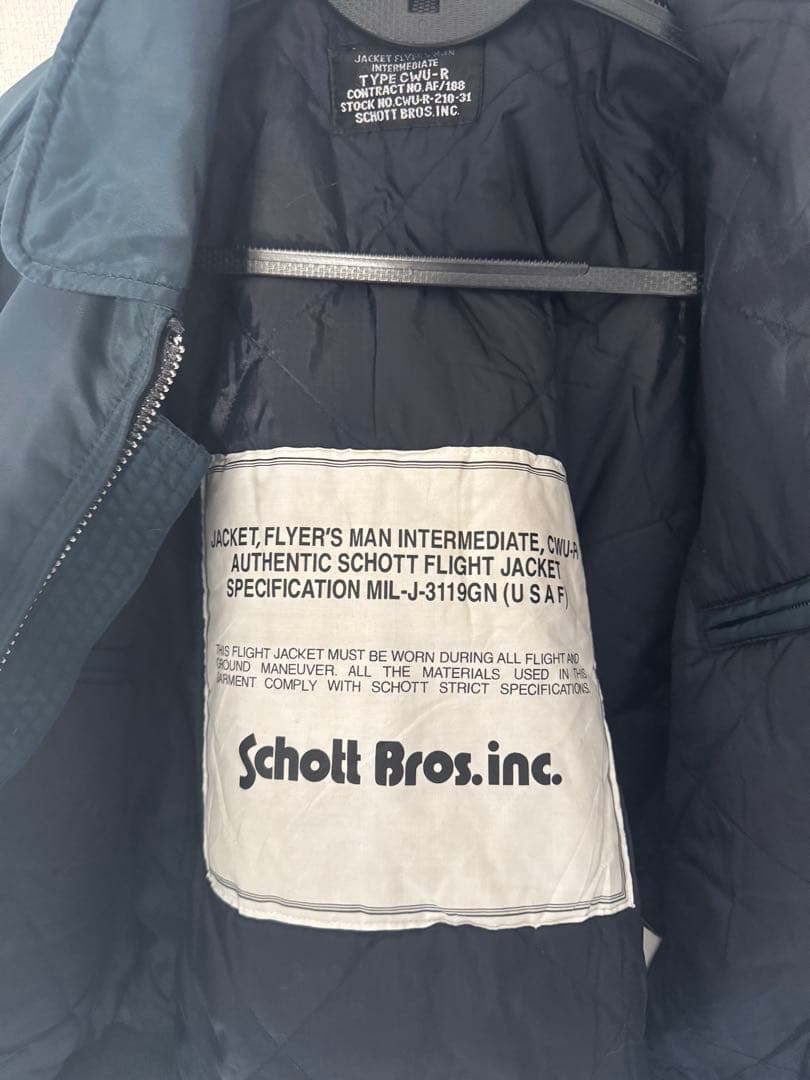 JACKET FLYER'S MAN
INTERMEDIATE
TYPE CWU-R
CONTRACT NO. AF/188
STOCK NO. CWU-R-210-31
SCHOTT BROS. INC.
JACKET, FLYER'S MAN INTERMEDIATE, CWU-R
AUTHENTIC SCHOTT FLIGHT JACKET
SPECIFICATION MIL-J-3119GN (U S A F)
THIS FLIGHT JACKET MUST BE WORN DURING ALL FLIGHT AND
GROUND MANEUVER. ALL THE MATERIALS USED IN THIS
GARMENT COMPLY WITH SCHOTT STRICT SPECIFICATIONS.
Schott Bros. inc.